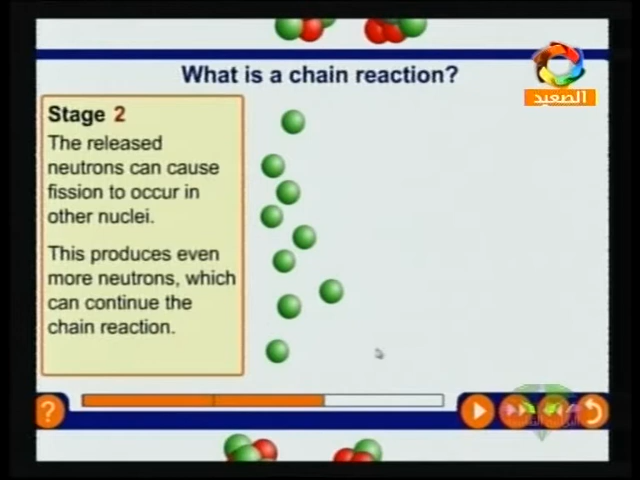 What is a chain reaction?
الصعيد
Stage 2
The released
neutrons can cause
fission to occur in
other nuclei.
This produces even
more neutrons, which
can continue the
chain reaction.
?